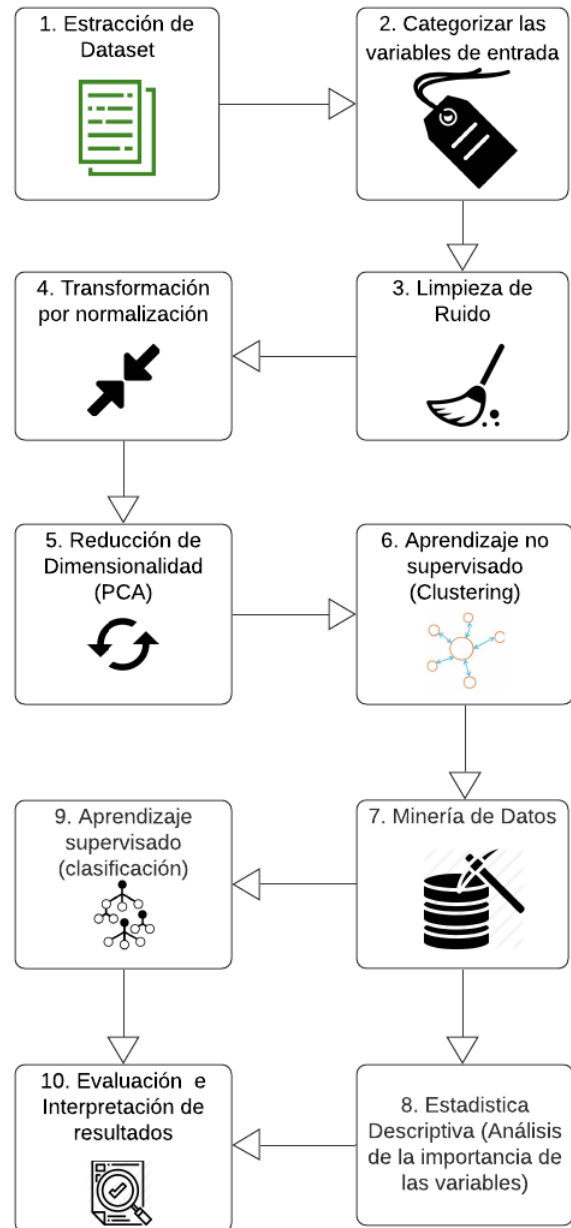 1. Extracción de
Dataset
2. Categorizar las
variables de entrada
3. Limpieza de
Ruido
4. Transformación
por normalización
5. Reducción de
Dimensionalidad
(PCA)
6. Aprendizaje no
supervisado
(Clustering)
7. Minería de Datos
8. Estadistica
Descriptiva (Análisis
de la importancia de
las variables)
9. Aprendizaje
supervisado
(clasificación)
10. Evaluación e
Interpretación de
resultados